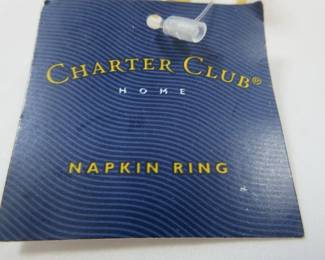 CHARTER CLUB®
HOME
NAPKIN RING